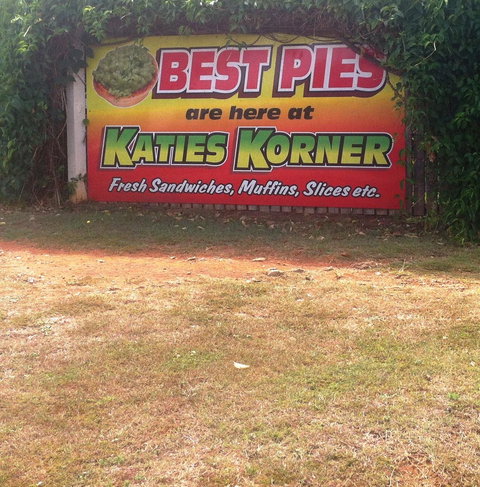 BEST PIES
are here at
KATIES KORNER
Fresh Sandwiches, Muffins, Slices etc.